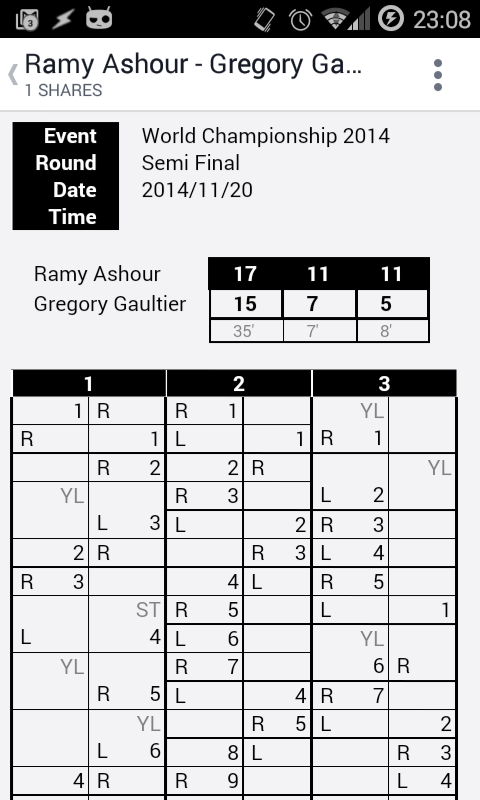 3 23:08
Ramy Ashour - Gregory Ga...
1 SHARES
Event World Championship 2014
Round Semi Final
Date 2014/11/20
Time
Ramy Ashour 17 11 11
Gregory Gaultier 15 7 5
35' 7' 8'
1 2 3
1 R R 1 YL
R 1 L 1 R 1
R 2 2 R YL
YL R 3 L 2
L 3 L 2 R 3
2 R R 3 L 4
R 3 4 L R 5
ST R 5 L 1
L 4 L 6 YL
YL R 7 6 R
R 5 L 4 R 7
YL R 5 L 2
L 6 8 L R 3
4 R R 9 L 4